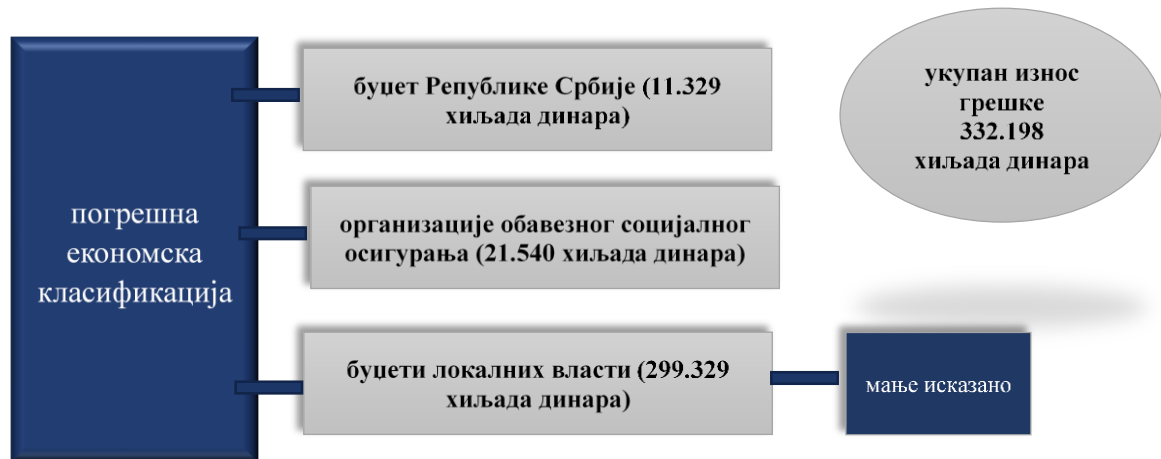 погрешна
економска
класификација
буџет Републике Србије (11.329
хиљада динара)
организације обавезног социјалног
осигурања (21.540 хиљада динара)
буџети локалних власти (299.329
хиљада динара)
укупан износ
грешке
332.198
хиљада динара
мање исказано